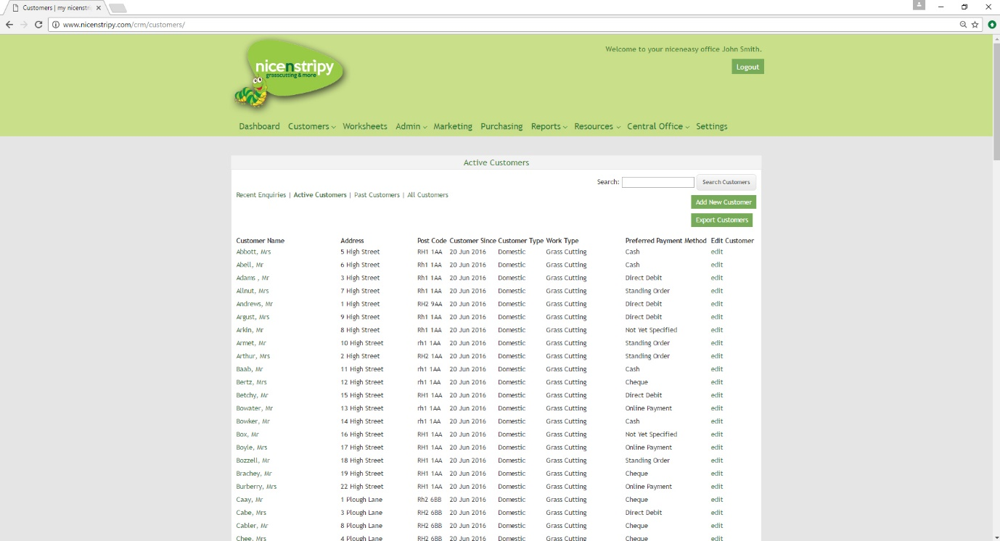 Customers | my nicenstri
www.nicenstripy.com/crm/customers/
nicenstripy
grasscutting & more
Welcome to your niceneasy office John Smith.
Logout
Dashboard Customers Worksheets Admin Marketing Purchasing Reports Resources Central Office Settings
Active Customers
Search: Search Customers
Recent Enquiries | Active Customers | Past Customers | All Customers
Add New Customer
Export Customers
Customer Name Address Post Code Customer Since Customer Type Work Type Preferred Payment Method Edit Customer
Abbott, Mrs 5 High Street RH1 1AA 20 Jun 2016 Domestic Grass Cutting Cash edit
Abell, Mr 6 High Street Rh1 1AA 20 Jun 2016 Domestic Grass Cutting Cash edit
Adams , Mr 3 High Street Rh1 1AA 20 Jun 2016 Domestic Grass Cutting Direct Debit edit
Allnut, Mrs 7 High Street Rh1 1AA 20 Jun 2016 Domestic Grass Cutting Standing Order edit
Andrews, Mr 1 High Street RH2 9AA 20 Jun 2016 Domestic Grass Cutting Direct Debit edit
Argust, Mrs 9 High Street Rh1 1AA 20 Jun 2016 Domestic Grass Cutting Direct Debit edit
Arkin, Mr 8 High Street Rh1 1AA 20 Jun 2016 Domestic Grass Cutting Not Yet Specified edit
Armet, Mr 10 High Street rh1 1AA 20 Jun 2016 Domestic Grass Cutting Standing Order edit
Arthur, Mrs 2 High Street RH2 1AA 20 Jun 2016 Domestic Grass Cutting Standing Order edit
Baab, Mr 11 High Street rh1 1AA 20 Jun 2016 Domestic Grass Cutting Cash edit
Bertz, Mrs 12 High Street rh1 1AA 20 Jun 2016 Domestic Grass Cutting Cheque edit
Betchy, Mr 15 High Street RH1 1AA 20 Jun 2016 Domestic Grass Cutting Direct Debit edit
Bowater, Mr 13 High Street rh1 1AA 20 Jun 2016 Domestic Grass Cutting Online Payment edit
Bowker, Mr 14 High Street rh1 1AA 20 Jun 2016 Domestic Grass Cutting Cash edit
Box, Mr 16 High Street RH1 1AA 20 Jun 2016 Domestic Grass Cutting Not Yet Specified edit
Boyle, Mrs 17 High Street RH1 1AA 20 Jun 2016 Domestic Grass Cutting Online Payment edit
Bozzell, Mr 18 High Street RH1 1AA 20 Jun 2016 Domestic Grass Cutting Standing Order edit
Brachey, Mr 19 High Street RH1 1AA 20 Jun 2016 Domestic Grass Cutting Cheque edit
Burberry, Mrs 22 High Street RH1 1AA 20 Jun 2016 Domestic Grass Cutting Online Payment edit
Caay, Mr 1 Plough Lane Rh2 6BB 20 Jun 2016 Domestic Grass Cutting Cheque edit
Cabe, Mrs 3 Plough Lane RH2 6BB 20 Jun 2016 Domestic Grass Cutting Direct Debit edit
Cabler, Mr 8 Plough Lane RH2 6BB 20 Jun 2016 Domestic Grass Cutting Cheque edit
Chee, Mrs 4 Plough Lane RH2 6BB 20 Jun 2016 Domestic Grass Cutting Cheque edit